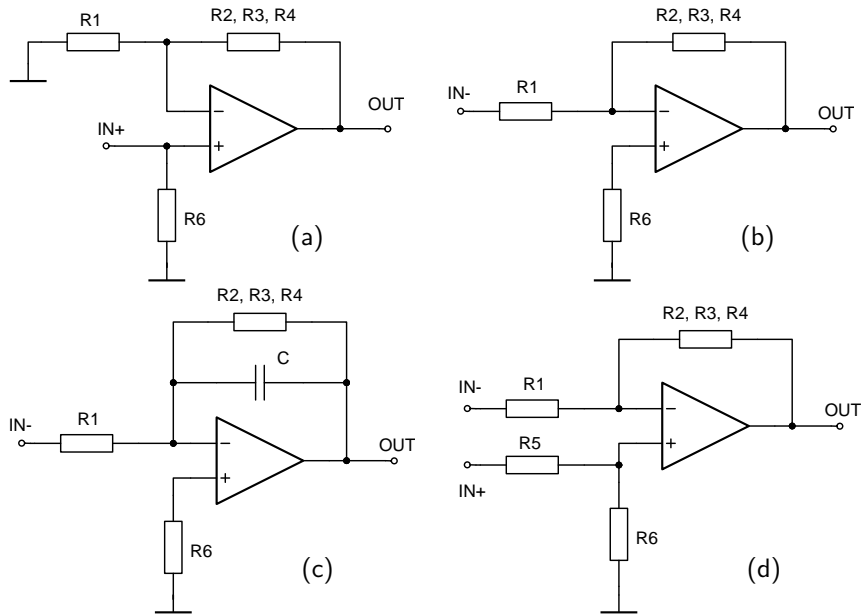 R1
R2, R3, R4
−
+
IN+
OUT
R6
(a)
R2, R3, R4
IN-
R1
−
+
OUT
R6
(b)
R2, R3, R4
C
IN-
R1
−
+
OUT
R6
(c)
R2, R3, R4
IN-
R1
−
+
OUT
R5
IN+
R6
(d)